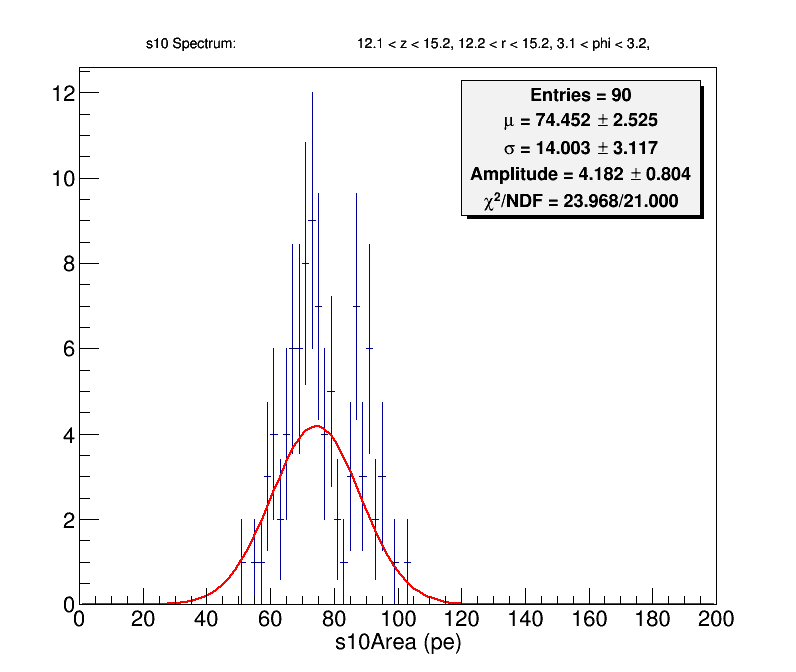 s10 Spectrum: 12.1 < z < 15.2, 12.2 < r < 15.2, 3.1 < phi < 3.2,
Entries = 90
μ = 74.452 ± 2.525
σ = 14.003 ± 3.117
Amplitude = 4.182 ± 0.804
χ²/NDF = 23.968/21.000
12
10
8
6
4
2
0
0 20 40 60 80 100 120 140 160 180 200
s10Area (pe)